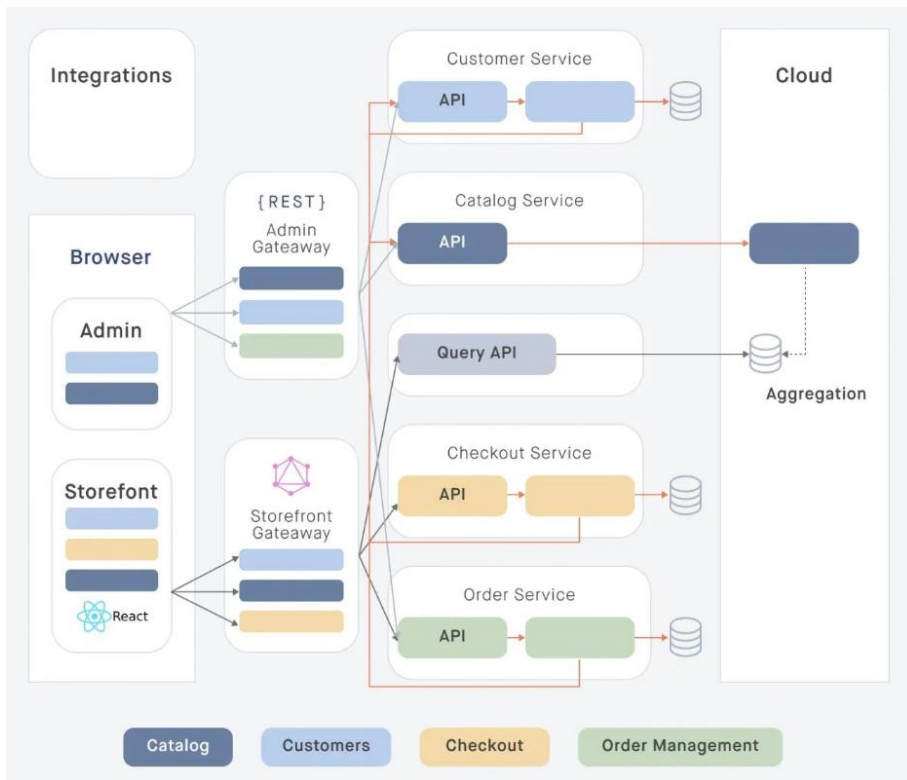 Integrations
Browser
Admin
Storefont
React
{REST}
Admin
Gateaway
Storefront
Gateaway
Customer Service
API
Catalog Service
API
Query API
Checkout Service
API
Order Service
API
Cloud
Aggregation
Catalog
Customers
Checkout
Order Management